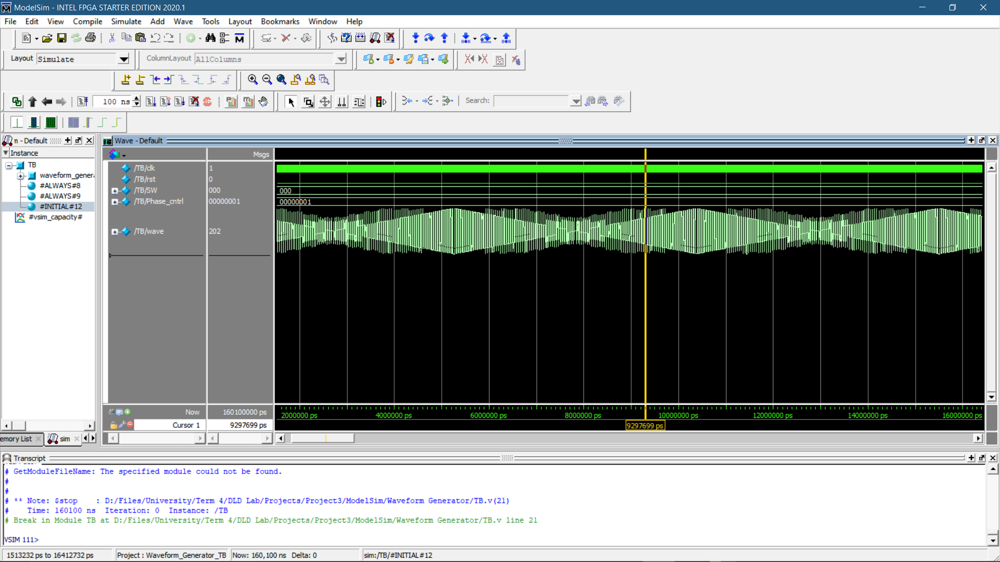 ModelSim - INTEL FPGA STARTER EDITION 2020.1
File Edit View Compile Simulate Add Wave Tools Layout Bookmarks Window Help
Layout Simulate ColumnLayout AllColumns
100 ns Search:
n - Default
Wave - Default
Instance
Msgs
TB
waveform_gener
#ALWAYS#8
#ALWAYS#9
#INITIAL#12
#vsim_capacity#
/TB/clk 1
/TB/rst 0
/TB/SW 000 000
/TB/Phase_cntrl 00000001 00000001
/TB/wave 202
Now 160100000 ps
2000000 ps 4000000 ps 6000000 ps 8000000 ps 10000000 ps 12000000 ps 14000000 ps 16000000 ps
Cursor 1 9297699 ps 9297699 ps
emory List sim
Transcript
# GetModuleFileName: The specified module could not be found.
#
#
# ** Note: $stop    : D:/Files/University/Term 4/DLD Lab/Projects/Project3/ModelSim/Waveform Generator/TB.v(21)
#    Time: 160100 ns  Iteration: 0  Instance: /TB
# Break in Module TB at D:/Files/University/Term 4/DLD Lab/Projects/Project3/ModelSim/Waveform Generator/TB.v line 21
VSIM 111>
1513232 ps to 16412732 ps Project : Waveform_Generator_TB Now: 160,100 ns Delta: 0 sim:/TB/#INITIAL#12